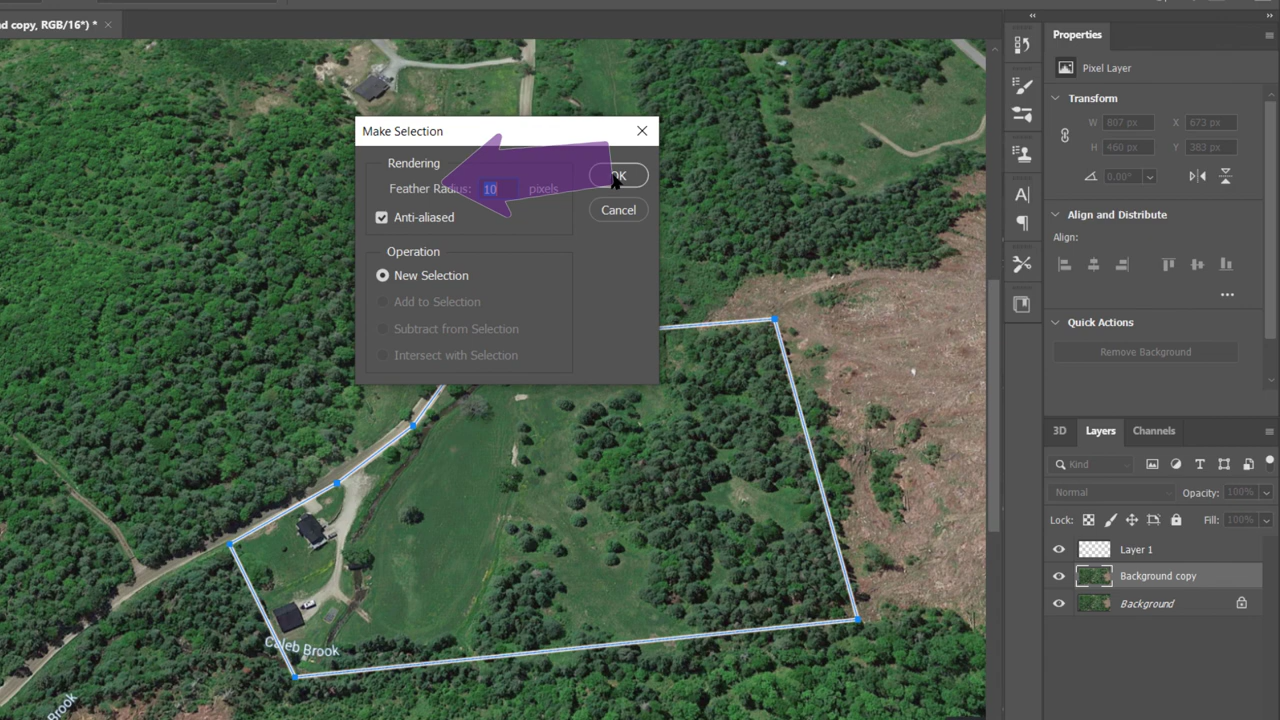 d copy, RGB/16*) *
Properties
Pixel Layer
Transform
W 807 px X 673 px
H 460 px Y 383 px
0.00°
Align and Distribute
Align:
Quick Actions
Remove Background
3D Layers Channels
Kind
Normal Opacity: 100%
Lock: Fill: 100%
Layer 1
Background copy
Background
Make Selection
Rendering
Feather Radius: 10 pixels
Anti-aliased
Operation
New Selection
Add to Selection
Subtract from Selection
Intersect with Selection
OK
Cancel
Caleb Brook
Brook